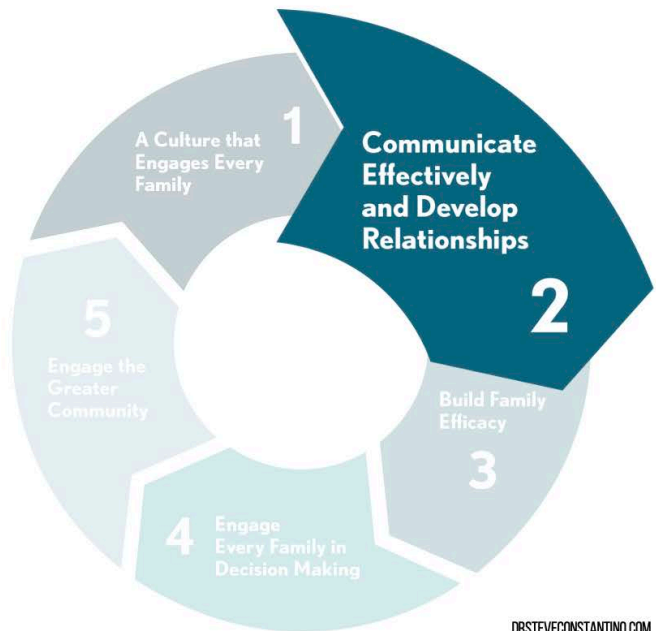 1
A Culture that
Engages Every
Family
Communicate
Effectively
and Develop
Relationships
2
Build Family
Efficacy
3
4
Engage
Every Family in
Decision Making
5
Engage the
Greater
Community
DRSTEVECONSTANTINO.COM